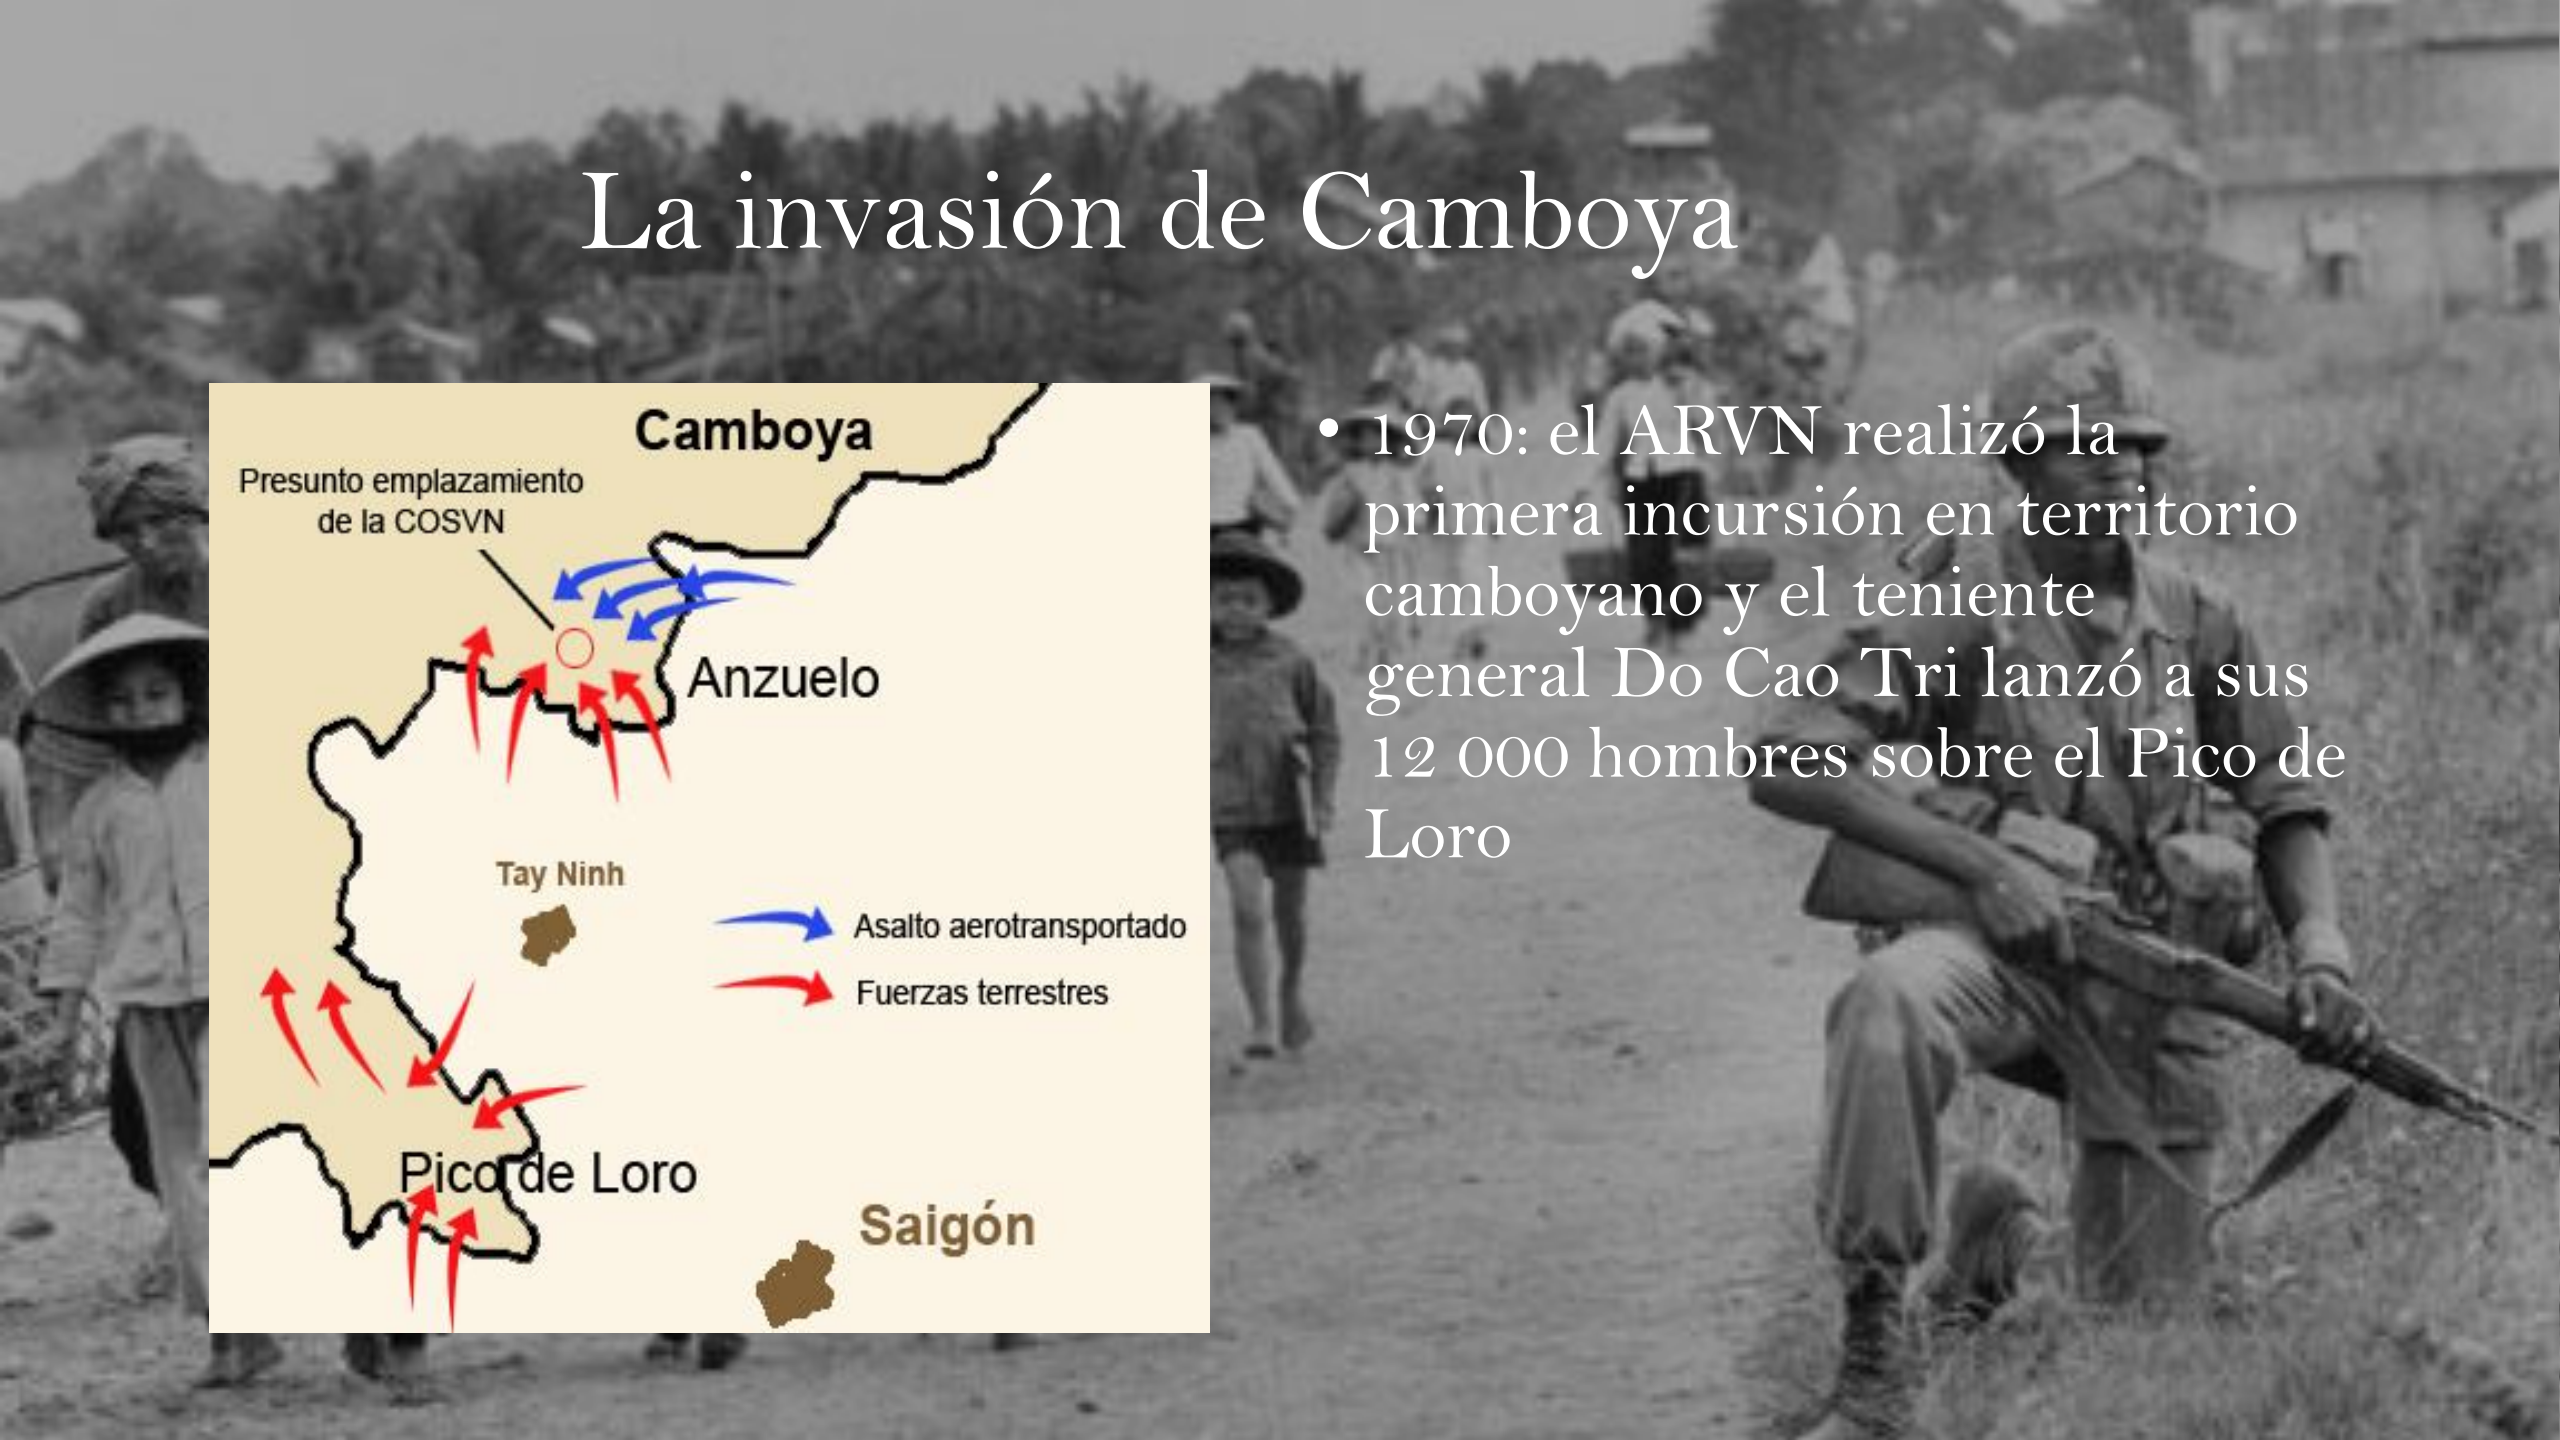 La invasión de Camboya
Camboya
Presunto emplazamiento
de la COSVN
Anzuelo
Tay Ninh
Asalto aerotransportado
Fuerzas terrestres
Pico de Loro
Saigón
• 1970: el ARVN realizó la
primera incursión en territorio
camboyano y el teniente
general Do Cao Tri lanzó a sus
12 000 hombres sobre el Pico de
Loro